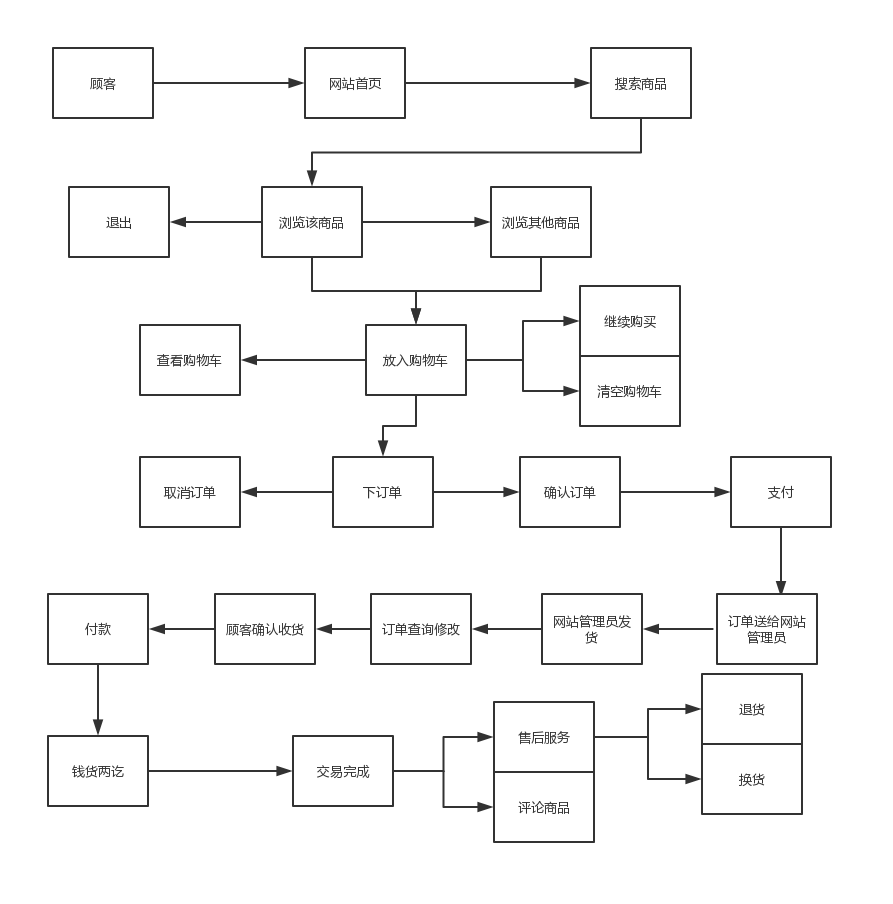 顾客
网站首页
搜索商品
退出
浏览该商品
浏览其他商品
继续购买
查看购物车
放入购物车
清空购物车
取消订单
下订单
确认订单
支付
付款
顾客确认收货
订单查询修改
网站管理员发
货
订单送给网站
管理员
退货
售后服务
钱货两讫
交易完成
换货
评论商品